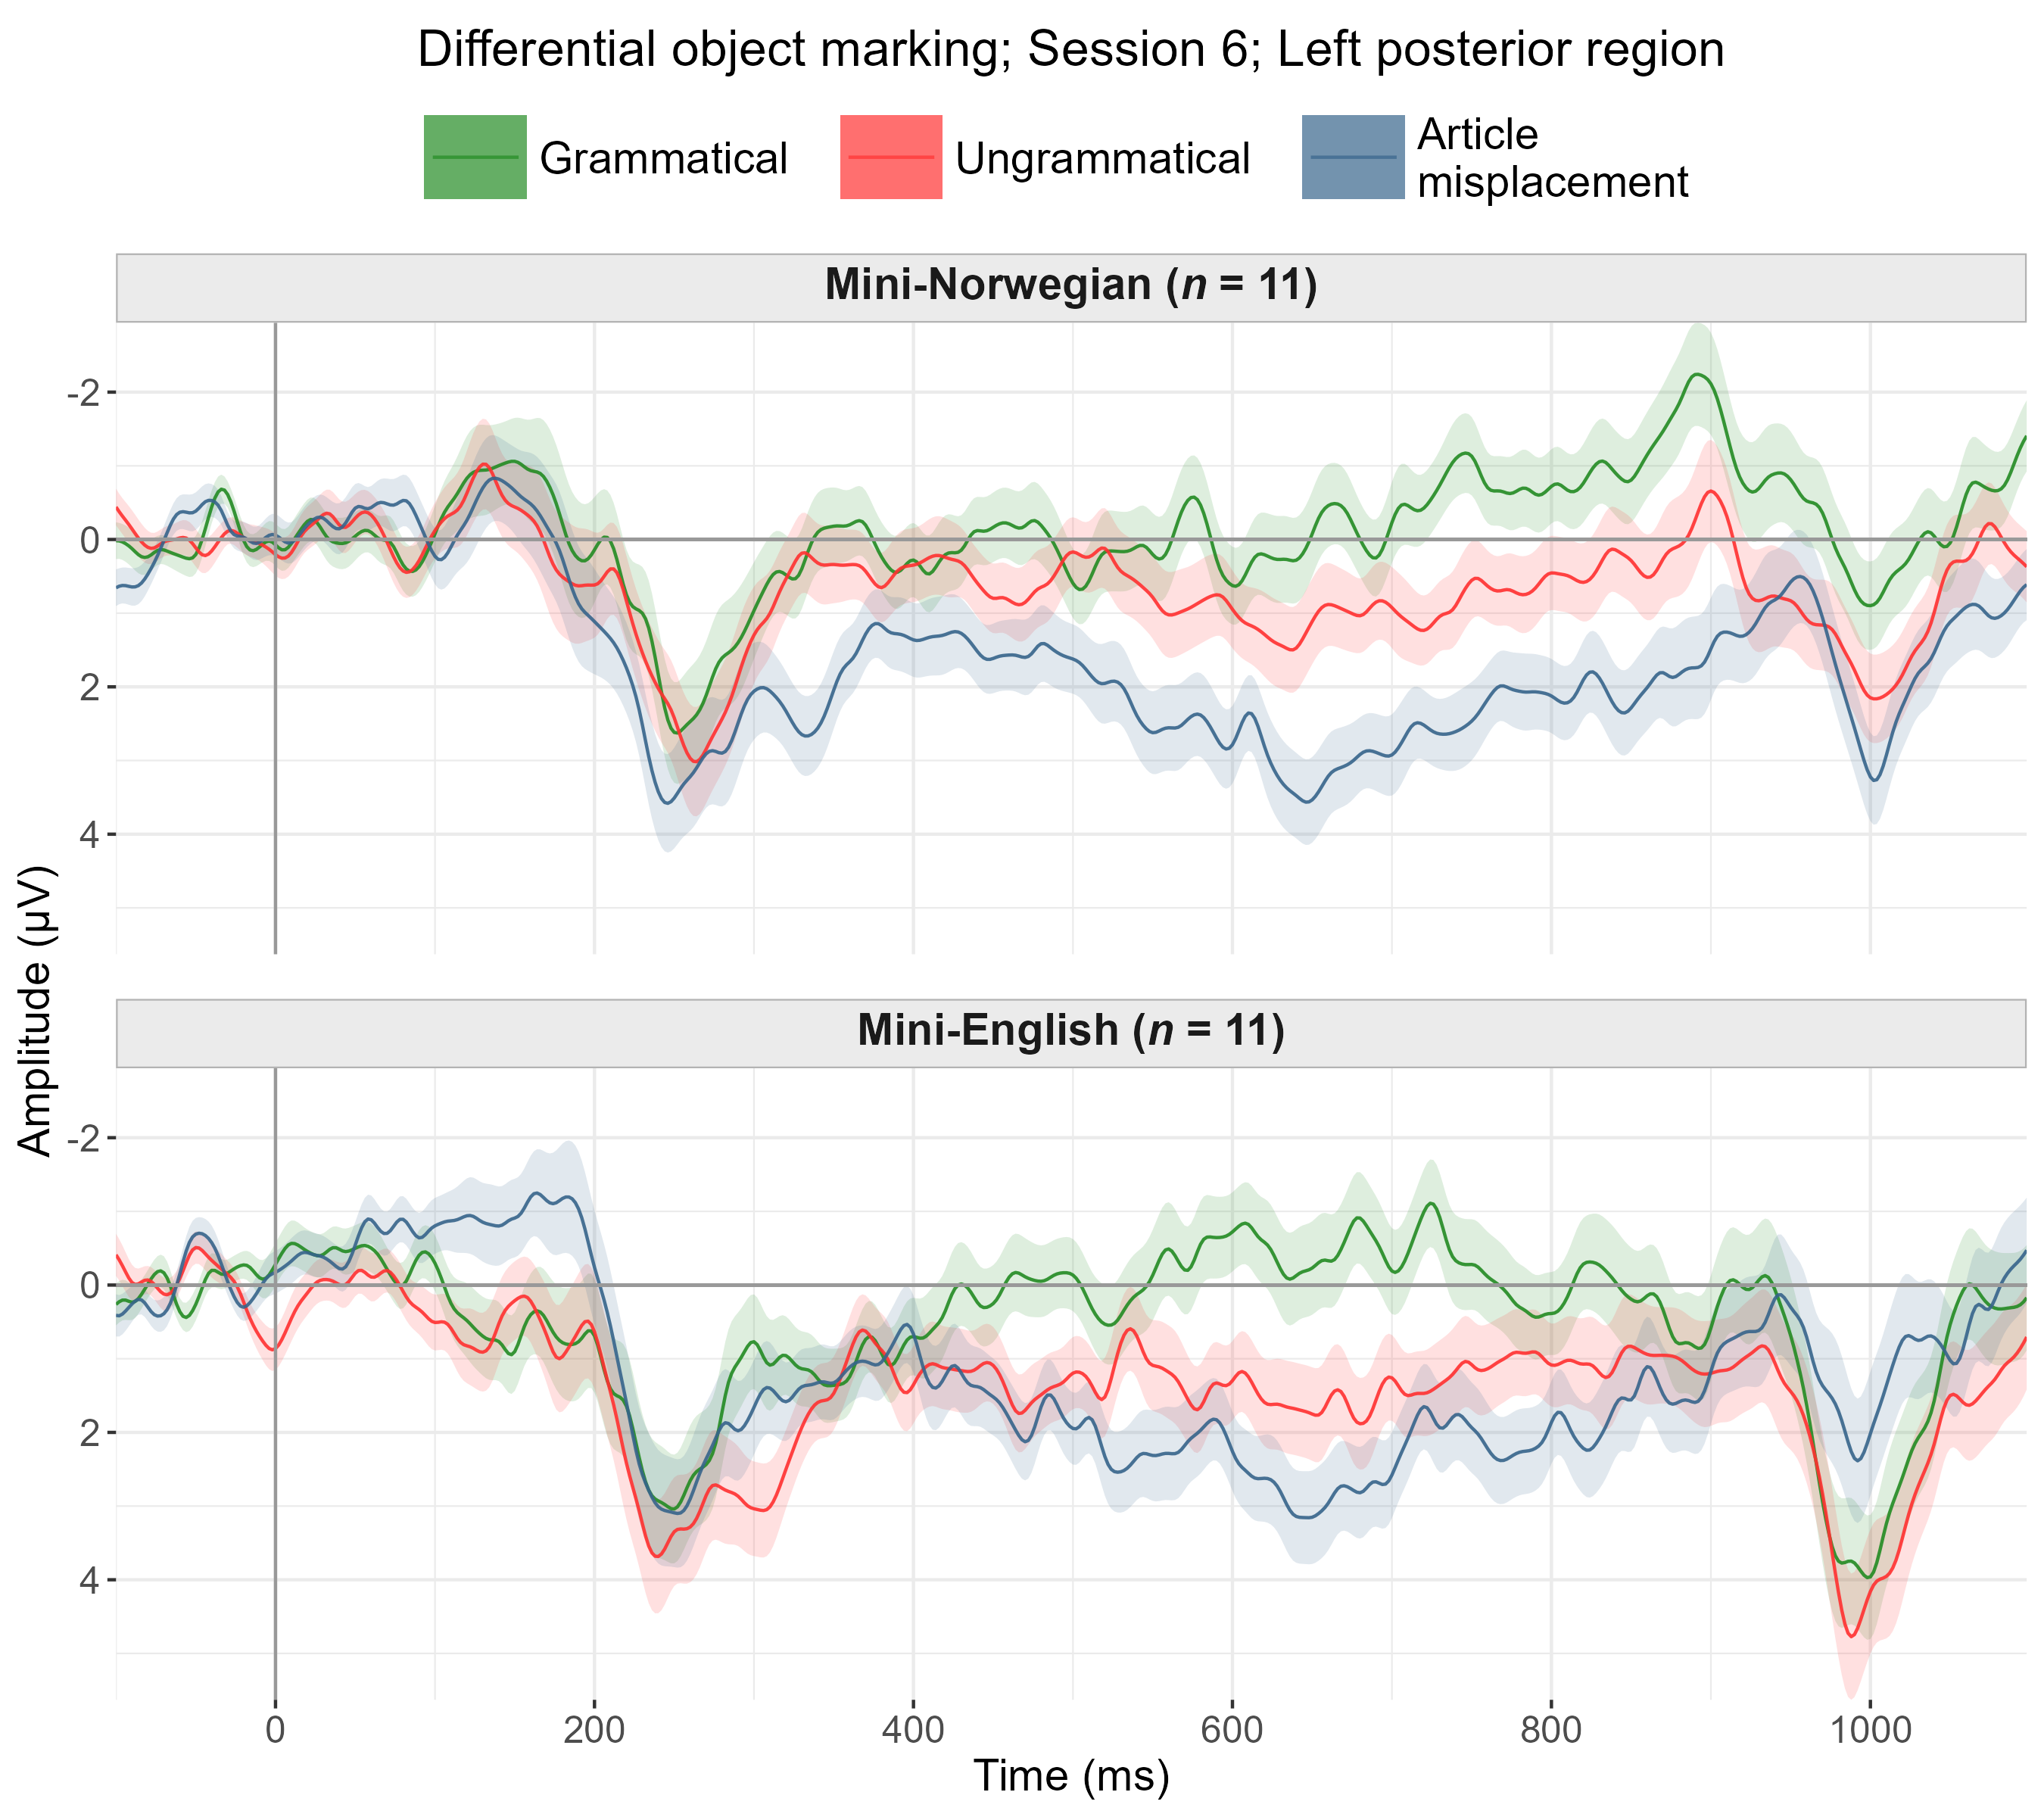 Differential object marking; Session 6; Left posterior region
Grammatical
Ungrammatical
Article
misplacement
Mini-Norwegian (n = 11)
-2
0
2
4
Amplitude (µV)
Mini-English (n = 11)
-2
0
2
4
0 200 400 600 800 1000
Time (ms)